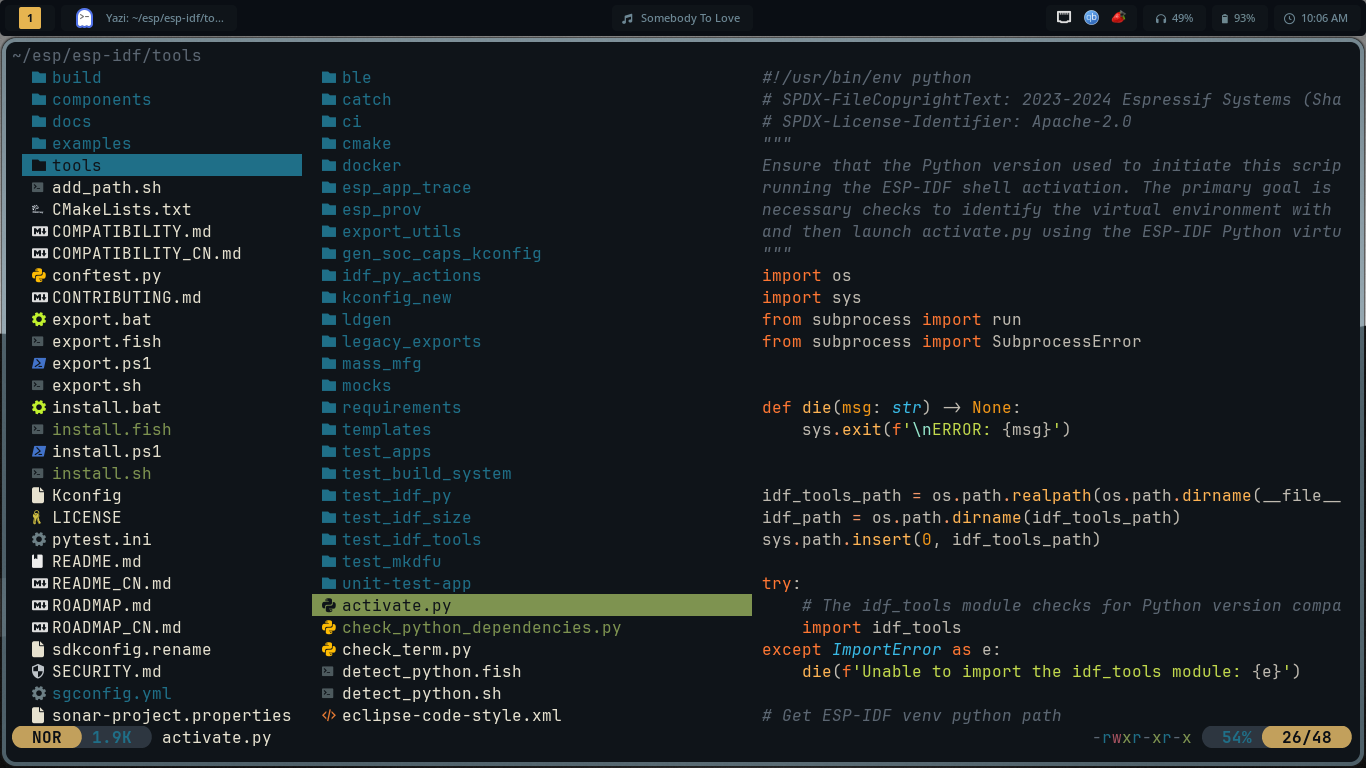 1 Yazi: ~/esp/esp-idf/to... Somebody To Love qb 49% 93% 10:06 AM
~/esp/esp-idf/tools
build
components
docs
examples
tools
add_path.sh
CMakeLists.txt
COMPATIBILITY.md
COMPATIBILITY_CN.md
conftest.py
CONTRIBUTING.md
export.bat
export.fish
export.ps1
export.sh
install.bat
install.fish
install.ps1
install.sh
Kconfig
LICENSE
pytest.ini
README.md
README_CN.md
ROADMAP.md
ROADMAP_CN.md
sdkconfig.rename
SECURITY.md
sgconfig.yml
sonar-project.properties
ble
catch
ci
cmake
docker
esp_app_trace
esp_prov
export_utils
gen_soc_caps_kconfig
idf_py_actions
kconfig_new
ldgen
legacy_exports
mass_mfg
mocks
requirements
templates
test_apps
test_build_system
test_idf_py
test_idf_size
test_idf_tools
test_mkdfu
unit-test-app
activate.py
check_python_dependencies.py
check_term.py
detect_python.fish
detect_python.sh
eclipse-code-style.xml
#!/usr/bin/env python
# SPDX-FileCopyrightText: 2023-2024 Espressif Systems (Sha
# SPDX-License-Identifier: Apache-2.0
"""
Ensure that the Python version used to initiate this scrip
running the ESP-IDF shell activation. The primary goal is
necessary checks to identify the virtual environment with
and then launch activate.py using the ESP-IDF Python virtu
"""
import os
import sys
from subprocess import run
from subprocess import SubprocessError
def die(msg: str) -> None:
sys.exit(f'\nERROR: {msg}')
idf_tools_path = os.path.realpath(os.path.dirname(__file__
idf_path = os.path.dirname(idf_tools_path)
sys.path.insert(0, idf_tools_path)
try:
# The idf_tools module checks for Python version compa
import idf_tools
except ImportError as e:
die(f'Unable to import the idf_tools module: {e}')
# Get ESP-IDF venv python path
NOR 1.9K activate.py -rwxr-xr-x 54% 26/48